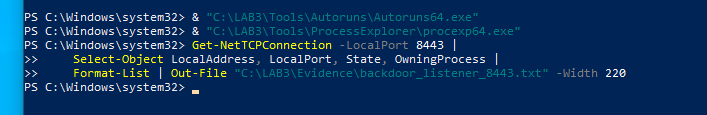 PS C:\Windows\system32> & "C:\LAB3\Tools\Autoruns\Autoruns64.exe"
PS C:\Windows\system32> & "C:\LAB3\Tools\ProcessExplorer\procexp64.exe"
PS C:\Windows\system32> Get-NetTCPConnection -LocalPort 8443 |
>>     Select-Object LocalAddress, LocalPort, State, OwningProcess |
>>     Format-List | Out-File "C:\LAB3\Evidence\backdoor_listener_8443.txt" -Width 220
PS C:\Windows\system32>